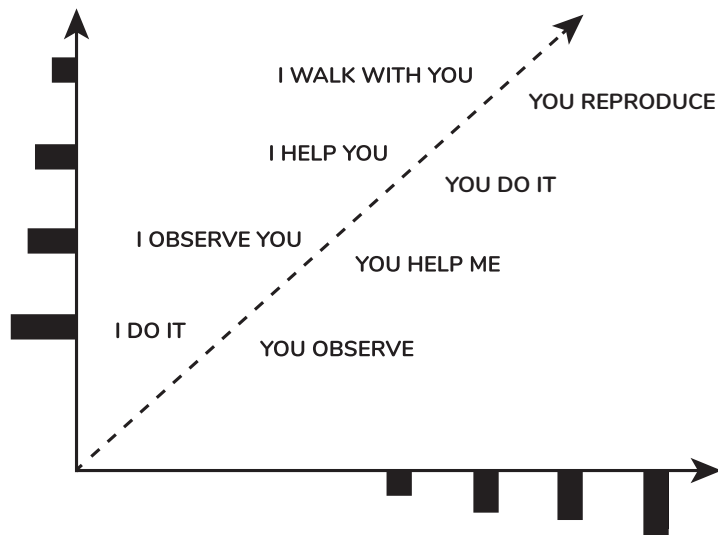 I WALK WITH YOU
YOU REPRODUCE
I HELP YOU
YOU DO IT
I OBSERVE YOU
YOU HELP ME
I DO IT
YOU OBSERVE